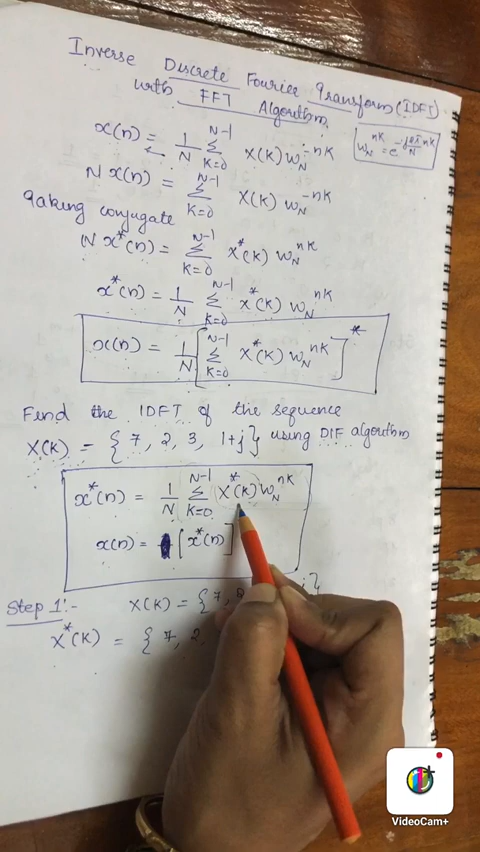 Inverse Discrete Fourier Transform (IDFT)
with FFT Algorithm
W_N^{nk} = e^{-j2π/N nk}
x(n) = 1/N Σ_{K=0}^{N-1} X(K) W_N^{-nk}
N x(n) = Σ_{K=0}^{N-1} X(K) W_N^{-nk}
Taking conjugate
N x*(n) = Σ_{K=0}^{N-1} X*(K) W_N^{nk}
x*(n) = 1/N Σ_{K=0}^{N-1} X*(K) W_N^{nk}
x(n) = 1/N [Σ_{K=0}^{N-1} X*(K) W_N^{nk}]*
Find the IDFT of the sequence
X(K) = {7, 2, 3, 1+j} using DIF algorithm
x*(n) = 1/N Σ_{K=0}^{N-1} X*(K) W_N^{nk}
x(n) = [x*(n)]
Step 1:- X(K) = {7, 2 j}
X*(K) = {7, 2,
VideoCam+